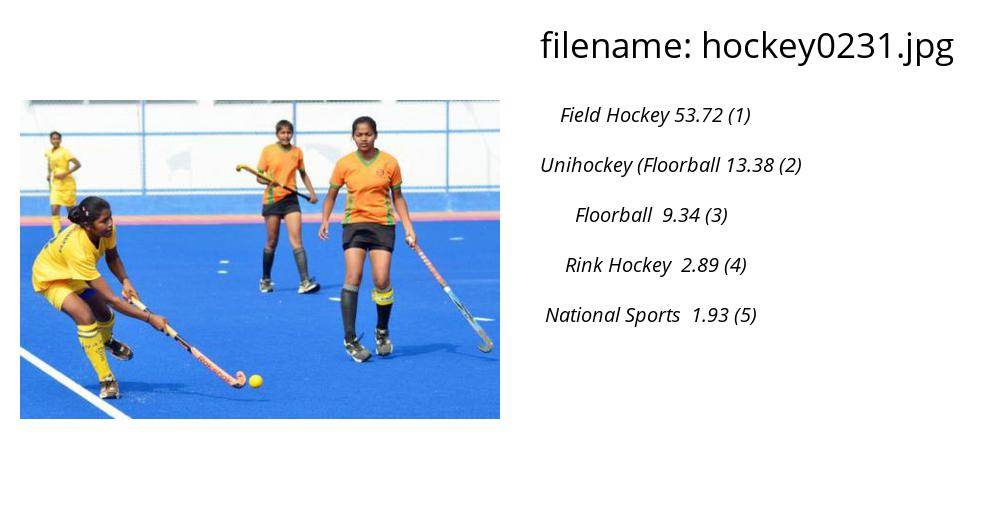 filename: hockey0231.jpg
Field Hockey 53.72 (1)
Unihockey (Floorball 13.38 (2)
Floorball 9.34 (3)
Rink Hockey 2.89 (4)
National Sports 1.93 (5)